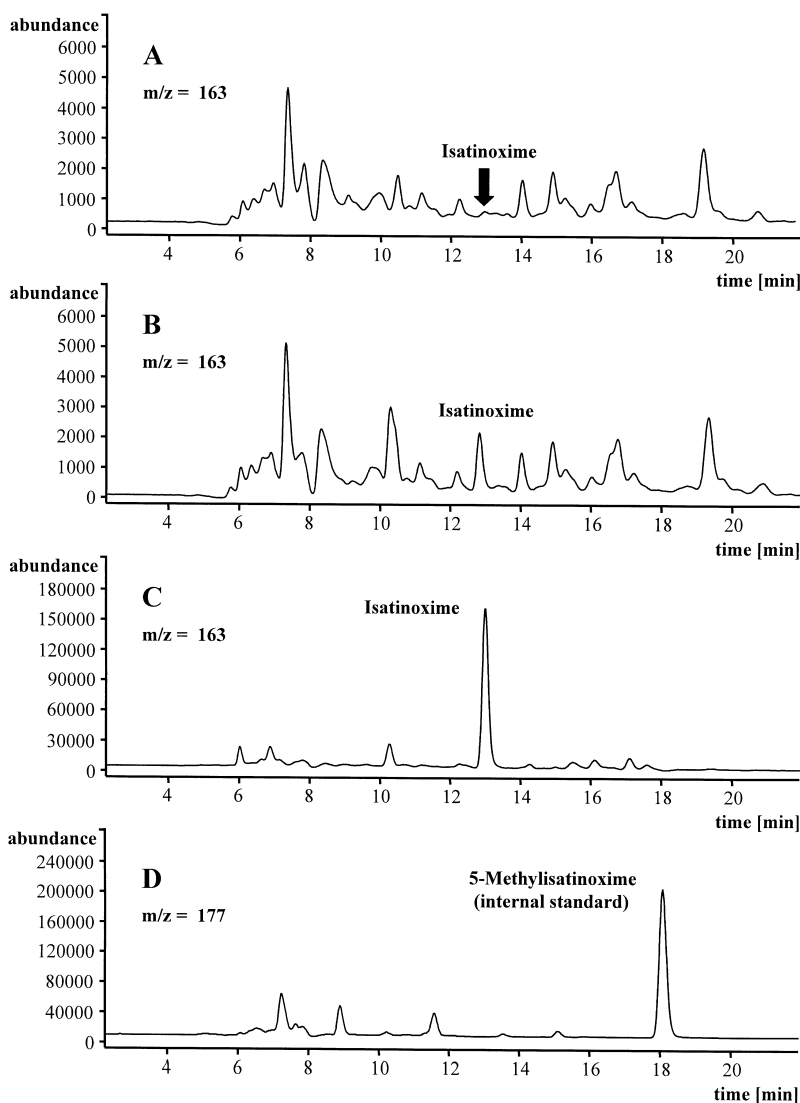 abundance
6000
A
5000
m/z = 163
4000
3000
Isatinoxime
2000
1000
0
4 6 8 10 12 14 16 18 20
time [min]
abundance
6000
B
5000
m/z = 163
4000
3000
Isatinoxime
2000
1000
0
4 6 8 10 12 14 16 18 20
time [min]
abundance
180000
C
Isatinoxime
150000
m/z = 163
120000
90000
60000
30000
0
4 6 8 10 12 14 16 18 20
time [min]
abundance
240000
D
5-Methylisatinoxime
200000
(internal standard)
m/z = 177
160000
120000
80000
40000
0
4 6 8 10 12 14 16 18 20
time [min]